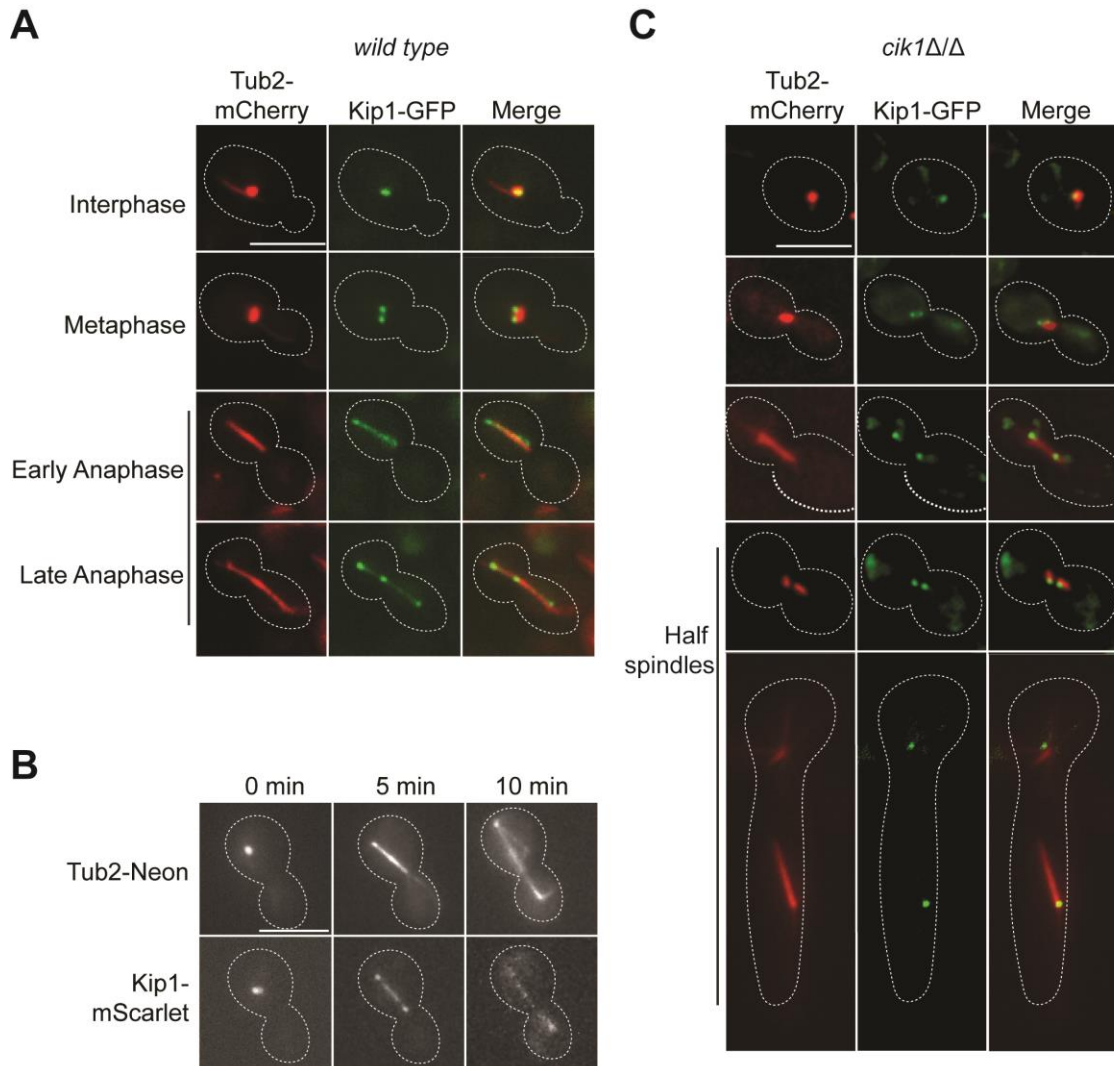 A
wild type
Tub2-
mCherry
Kip1-GFP
Merge
Interphase
Metaphase
Early Anaphase
Late Anaphase
B
0 min
5 min
10 min
Tub2-Neon
Kip1-
mScarlet
C
cik1Δ/Δ
Tub2-
mCherry
Kip1-GFP
Merge
Half
spindles